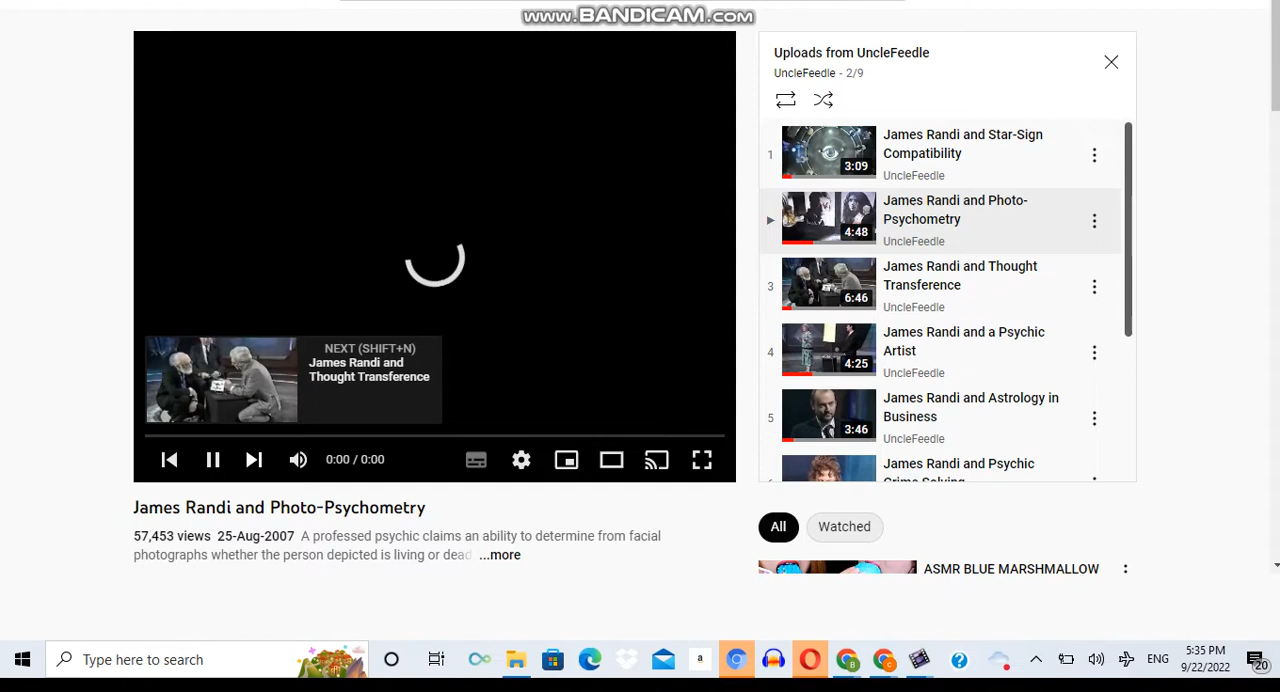 www.BANDICAM.com
Uploads from UncleFeedle
UncleFeedle - 2/9
1
James Randi and Star-Sign
Compatibility
3:09
UncleFeedle
James Randi and Photo-
Psychometry
4:48
UncleFeedle
3
James Randi and Thought
Transference
6:46
UncleFeedle
4
James Randi and a Psychic
Artist
4:25
UncleFeedle
5
James Randi and Astrology in
Business
3:46
UncleFeedle
James Randi and Psychic
Crime Solving
NEXT (SHIFT+N)
James Randi and
Thought Transference
0:00 / 0:00
James Randi and Photo-Psychometry
57,453 views 25-Aug-2007 A professed psychic claims an ability to determine from facial
photographs whether the person depicted is living or dead ...more
All
Watched
ASMR BLUE MARSHMALLOW
Type here to search
a
B
C
ENG
5:35 PM
9/22/2022
20